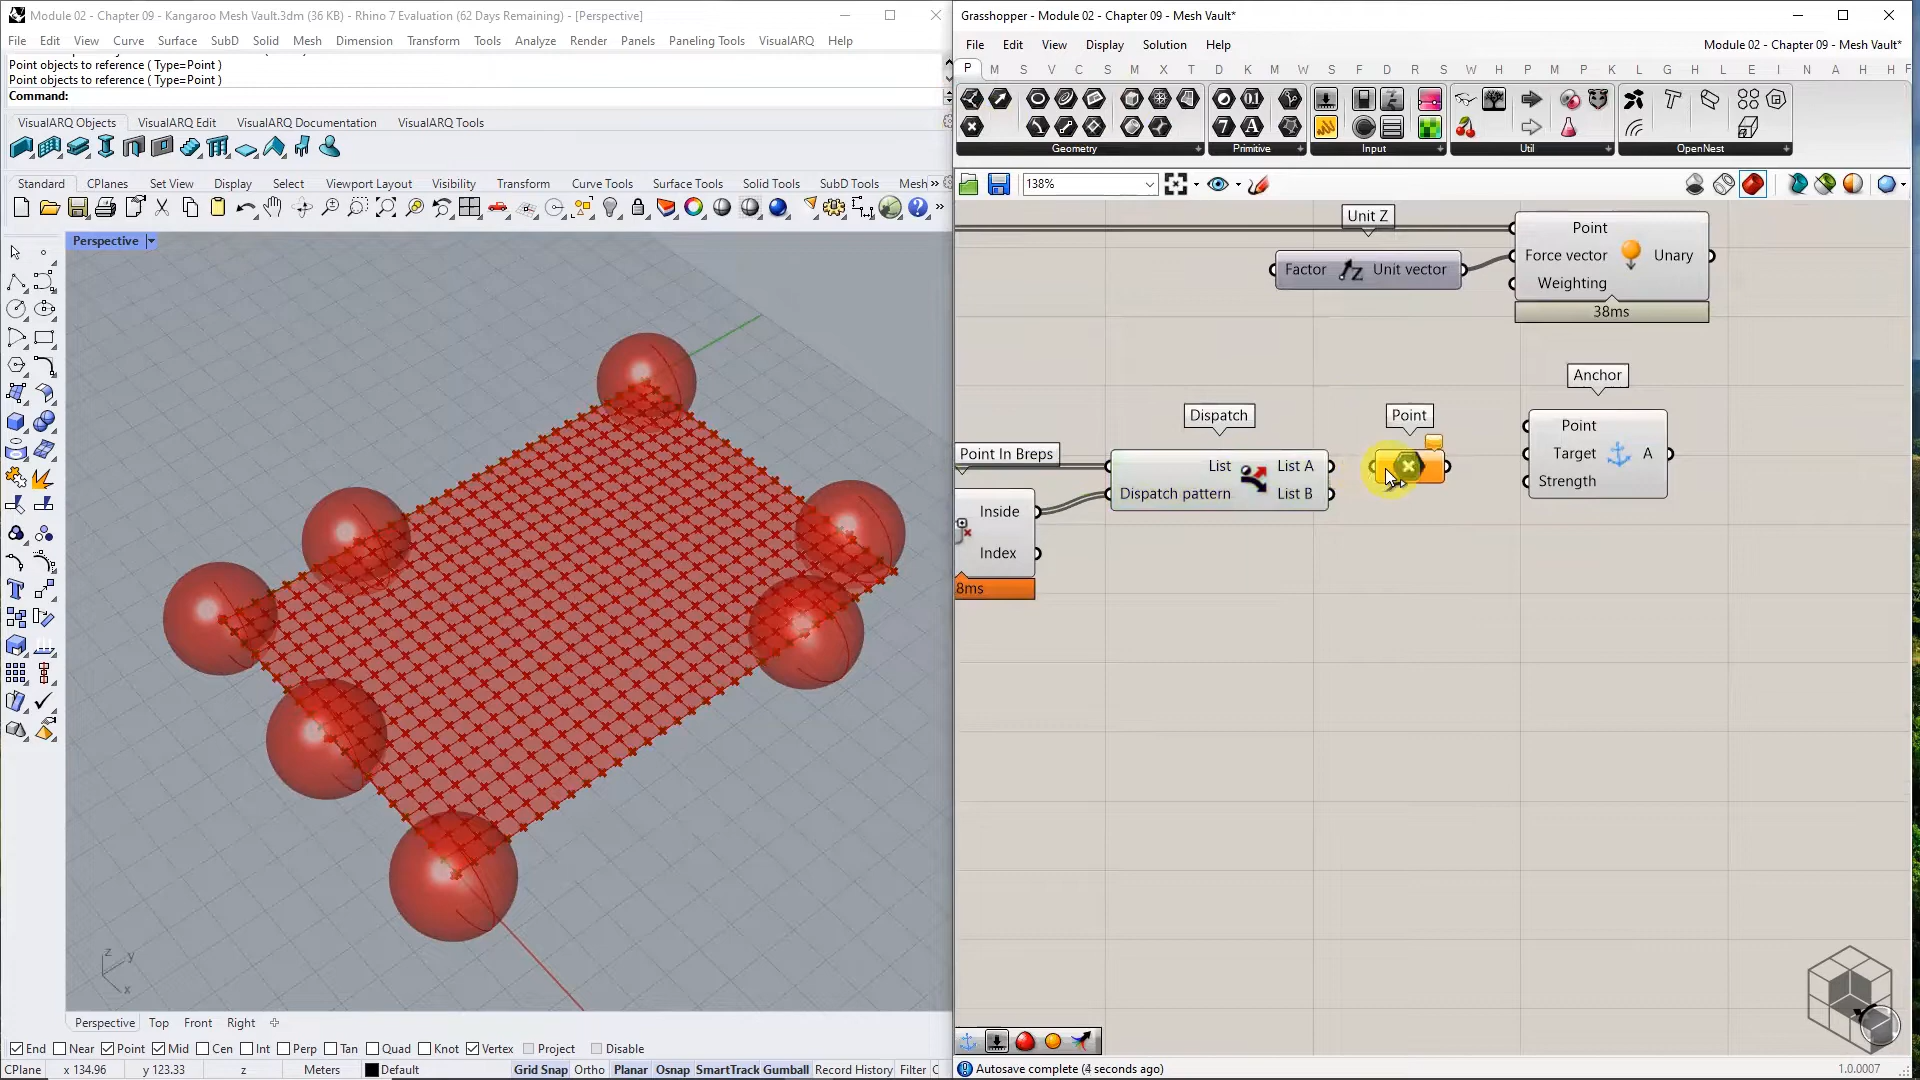 Module 02 - Chapter 09 - Kangaroo Mesh Vault.3dm (36 KB) - Rhino 7 Evaluation (62 Days Remaining) - [Perspective]
File Edit View Curve Surface SubD Solid Mesh Dimension Transform Tools Analyze Render Panels Paneling Tools VisualARQ Help
Point objects to reference ( Type=Point )
Point objects to reference ( Type=Point )
Command:
VisualARQ Objects VisualARQ Edit VisualARQ Documentation VisualARQ Tools
Standard CPlanes Set View Display Select Viewport Layout Visibility Transform Curve Tools Surface Tools Solid Tools SubD Tools Mesh »
Perspective
z y x
Perspective Top Front Right
End Near Point Mid Cen Int Perp Tan Quad Knot Vertex Project Disable
CPlane x 134.96 y 123.33 z Meters Default Grid Snap Ortho Planar Osnap SmartTrack Gumball Record History Filter C
Grasshopper - Module 02 - Chapter 09 - Mesh Vault*
File Edit View Display Solution Help Module 02 - Chapter 09 - Mesh Vault*
P M S V C S M X T D K M W S F D R S W H P M P K L G H L E I N A H H F
Geometry Primitive Input Util OpenNest
138%
Unit Z
Factor Unit vector
Point
Force vector Unary
Weighting
38ms
Anchor
Point
Target A
Strength
Dispatch
List List A
Dispatch pattern List B
Point
Point In Breps
Inside
Index
8ms
Autosave complete (4 seconds ago) 1.0.0007